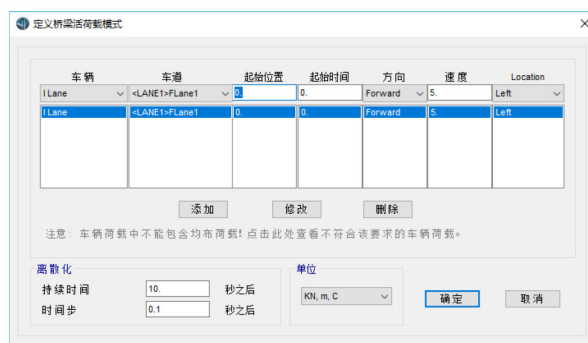 定义桥梁活荷载模式
车辆 车道 起始位置 起始时间 方向 速度 Location
I Lane <LANE1>FLane1 0. 0. Forward 5. Left
I Lane <LANE1>FLane1 0. 0. Forward 5. Left
添加 修改 删除
注意: 车辆荷载中不能包含均布荷载! 点击此处查看不符合该要求的车辆荷载。
离散化 单位
持续时间 10. 秒之后
KN, m, C 确定 取消
时间步 0.1 秒之后